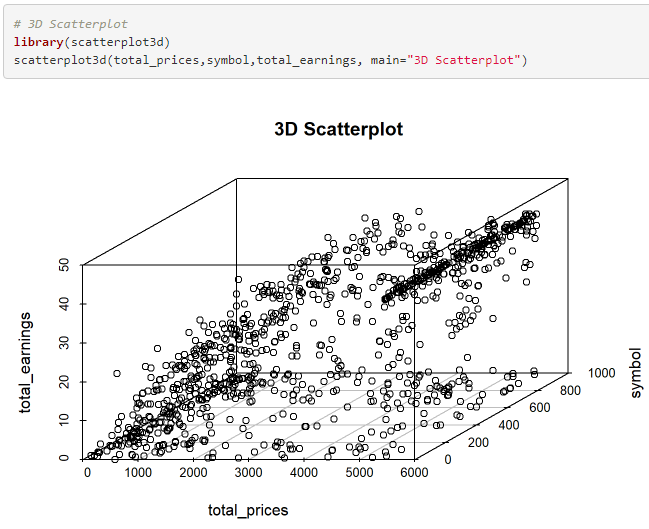 # 3D Scatterplot
library(scatterplot3d)
scatterplot3d(total_prices,symbol,total_earnings, main="3D Scatterplot")
3D Scatterplot
total_earnings
50
40
30
20
10
0
0 1000 2000 3000 4000 5000 6000
total_prices
0
200
400
600
800
1000
symbol